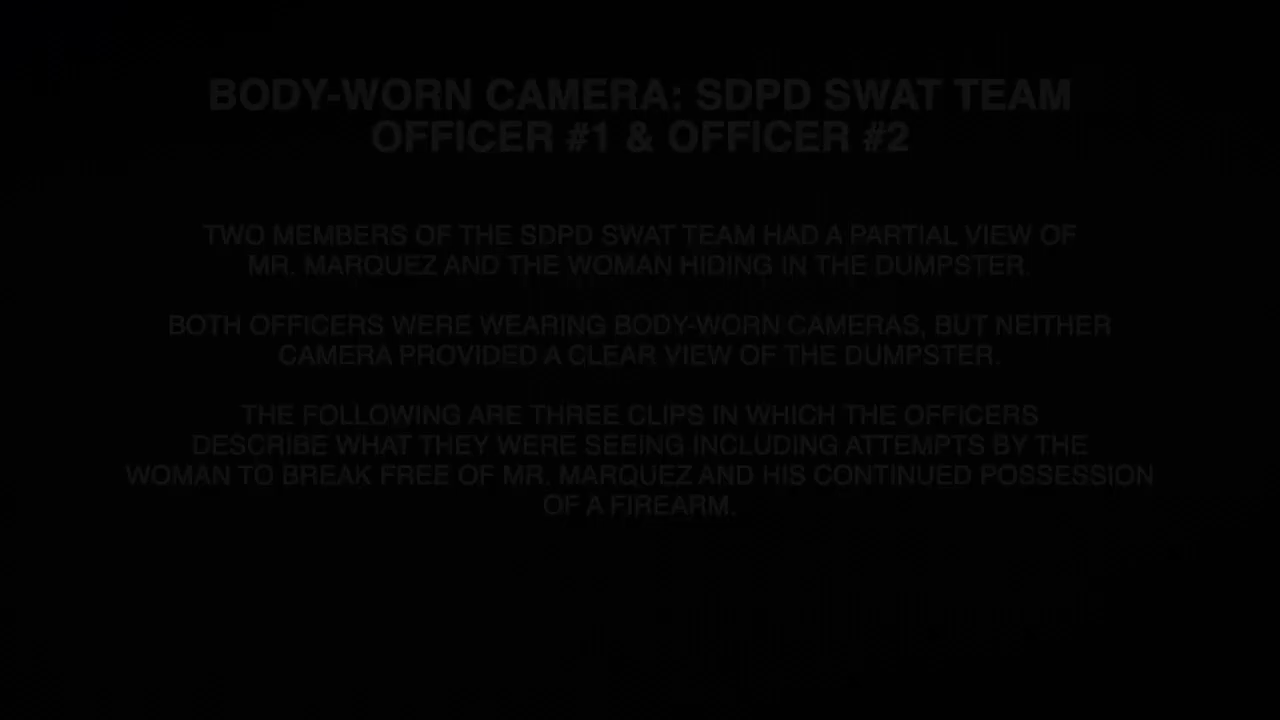 BODY-WORN CAMERA: SDPD SWAT TEAM
OFFICER #1 & OFFICER #2
TWO MEMBERS OF THE SDPD SWAT TEAM HAD A PARTIAL VIEW OF
MR. MARQUEZ AND THE WOMAN HIDING IN THE DUMPSTER.
BOTH OFFICERS WERE WEARING BODY-WORN CAMERAS, BUT NEITHER
CAMERA PROVIDED A CLEAR VIEW OF THE DUMPSTER.
THE FOLLOWING ARE THREE CLIPS IN WHICH THE OFFICERS
DESCRIBE WHAT THEY WERE SEEING INCLUDING ATTEMPTS BY THE
WOMAN TO BREAK FREE OF MR. MARQUEZ AND HIS CONTINUED POSSESSION
OF A FIREARM.